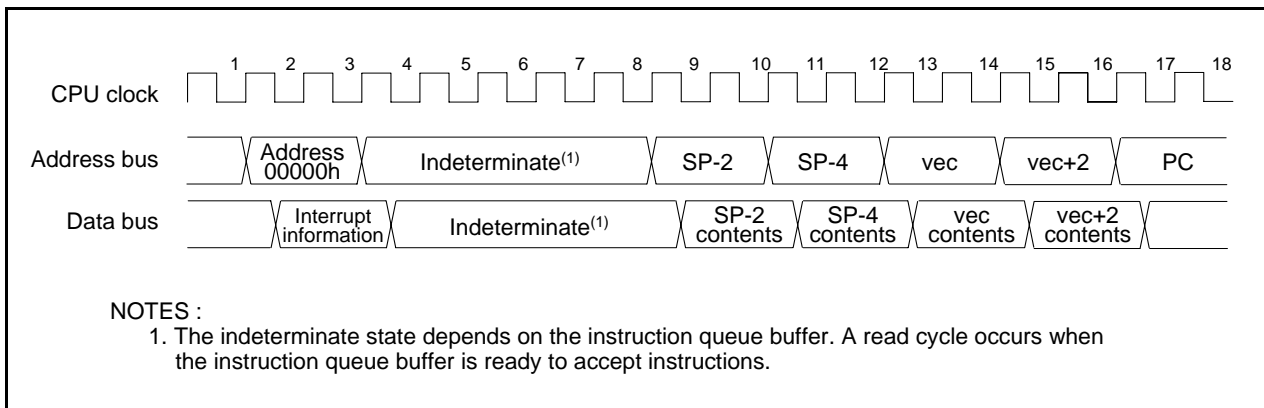 1 2 3 4 5 6 7 8 9 10 11 12 13 14 15 16 17 18
CPU clock
Address bus
Address
00000h
Indeterminate(1)
SP-2
SP-4
vec
vec+2
PC
Data bus
Interrupt
information
Indeterminate(1)
SP-2
contents
SP-4
contents
vec
contents
vec+2
contents
NOTES :
1. The indeterminate state depends on the instruction queue buffer. A read cycle occurs when
the instruction queue buffer is ready to accept instructions.